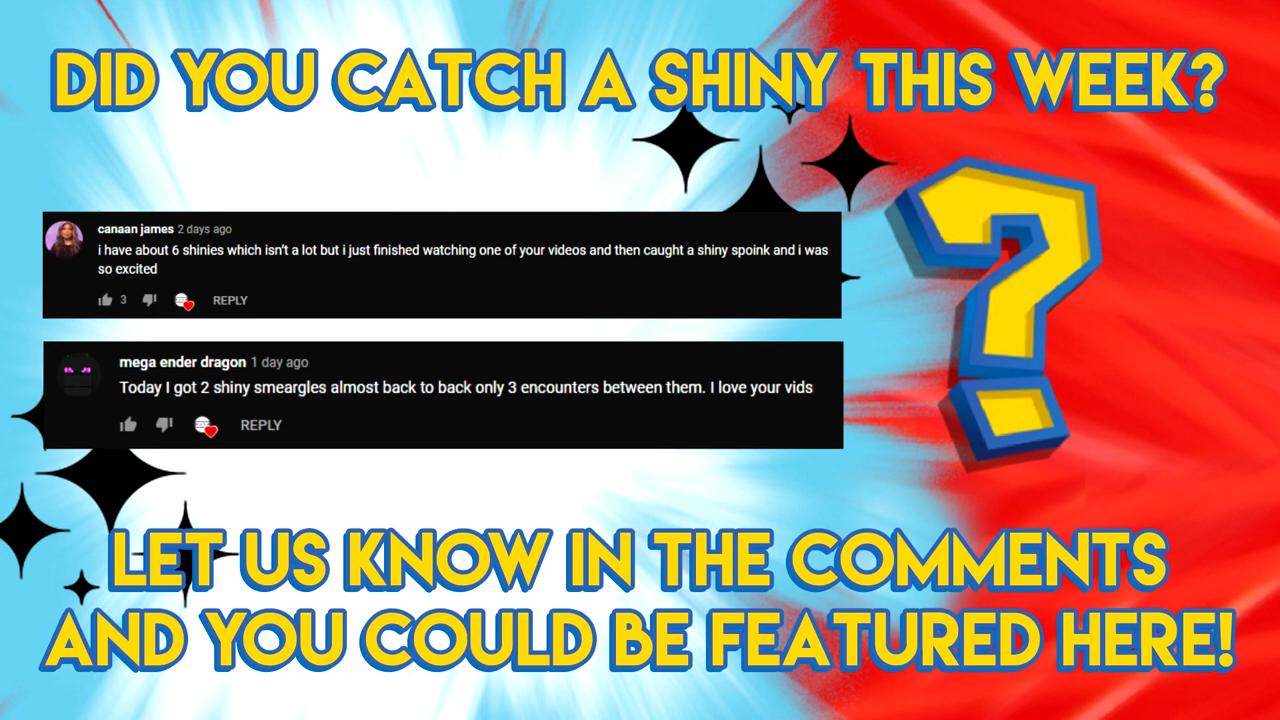 DID YOU CATCH A SHINY THIS WEEK?
canaan james 2 days ago
i have about 6 shinies which isn't a lot but i just finished watching one of your videos and then caught a shiny spoink and i was
so excited
3 REPLY
mega ender dragon 1 day ago
Today I got 2 shiny smeargles almost back to back only 3 encounters between them. I love your vids
REPLY
?
LET US KNOW IN THE COMMENTS
AND YOU COULD BE FEATURED HERE!